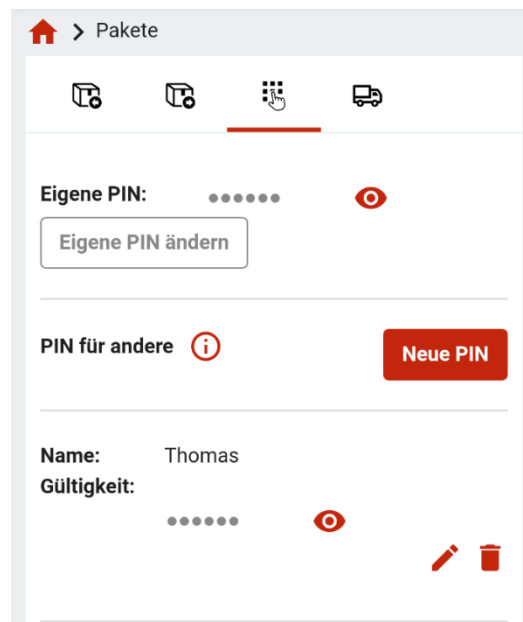 Pakete
Eigene PIN:
Eigene PIN ändern
PIN für andere
Neue PIN
Name: Thomas
Gültigkeit: